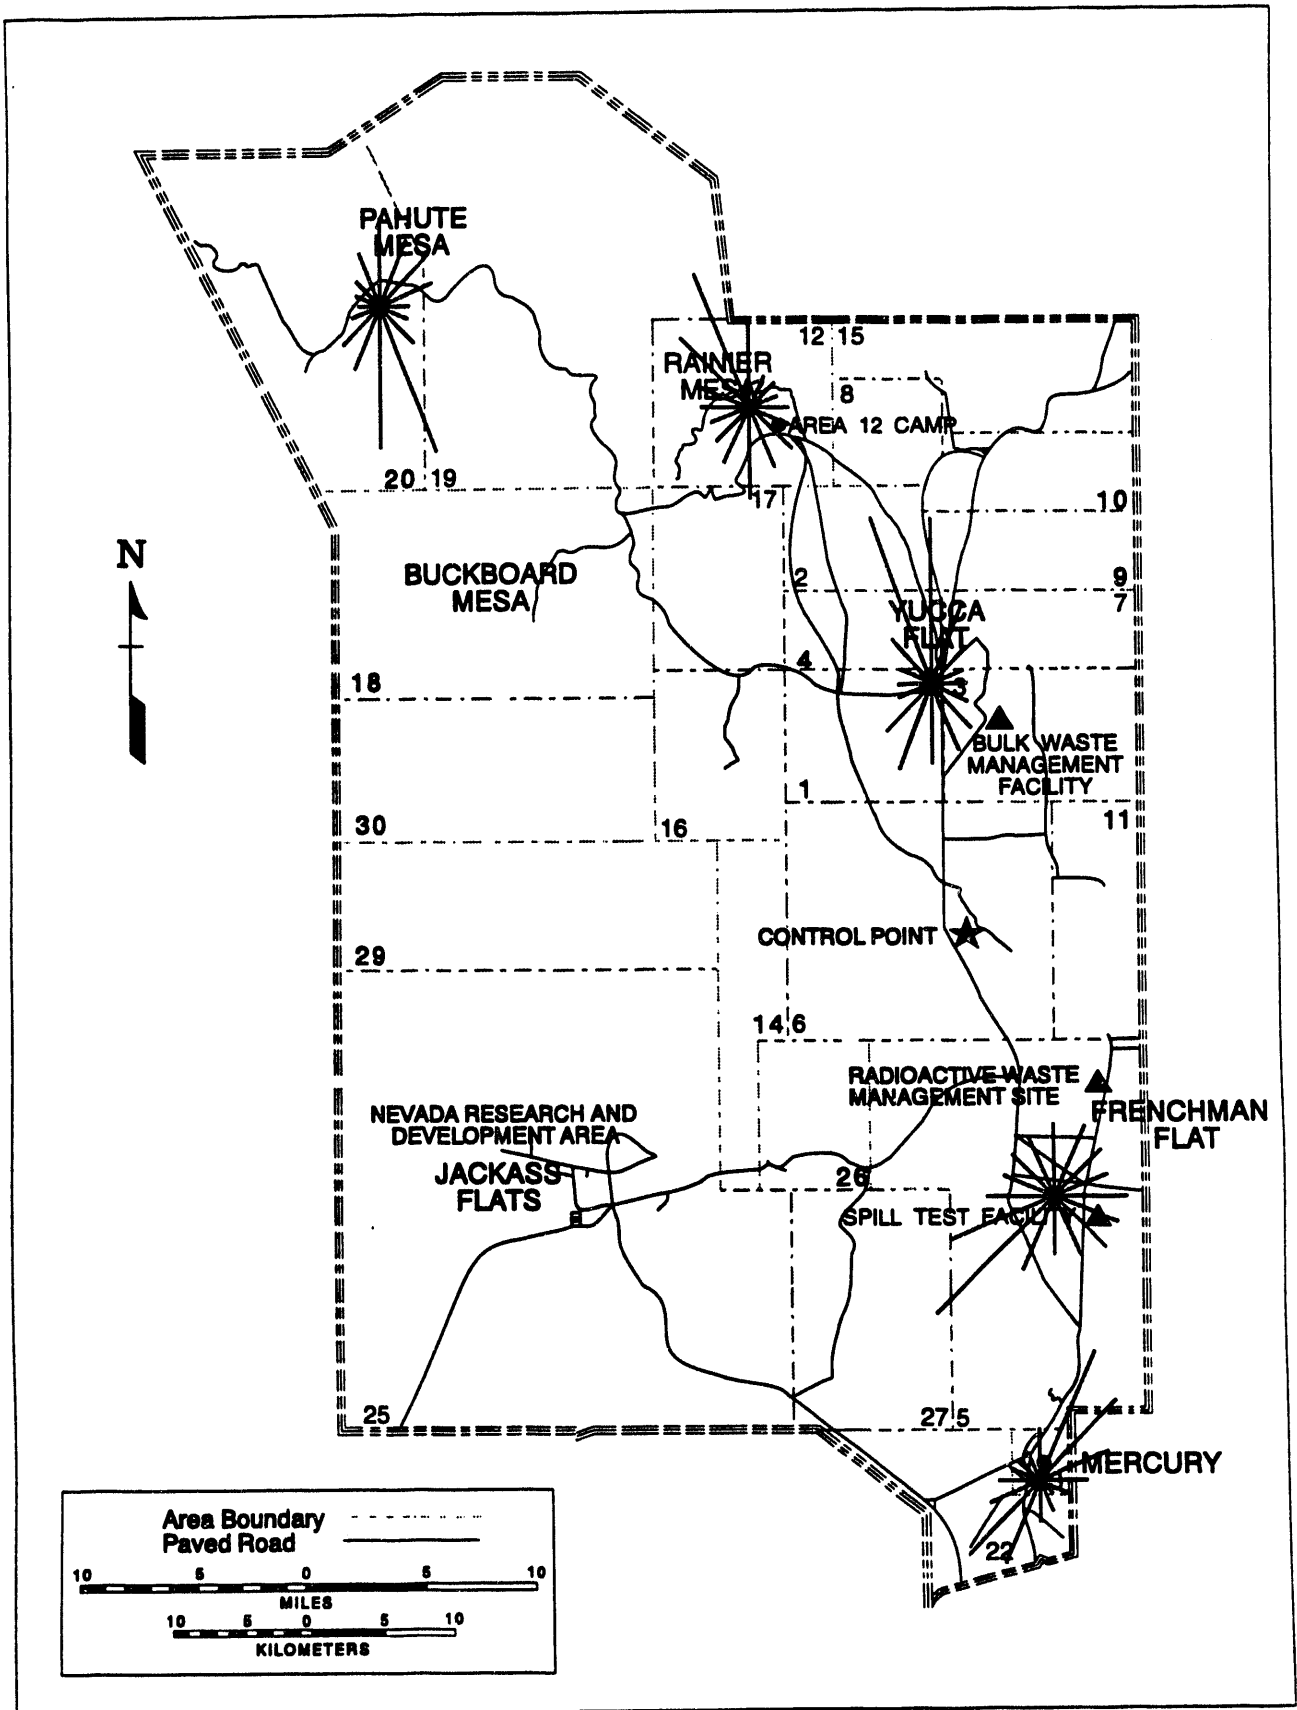 PAHUTE
MESA
12 15
RAINIER
MESA
8
AREA 12 CAMP
20 19
17
10
N
BUCKBOARD
MESA
2
9
7
YUCCA
FLAT
4
3
18
BULK WASTE
MANAGEMENT
FACILITY
1
11
30
16
CONTROL POINT
29
14 6
RADIOACTIVE WASTE
MANAGEMENT SITE
NEVADA RESEARCH AND
DEVELOPMENT AREA
FRENCHMAN
FLAT
JACKASS
FLATS
26
SPILL TEST FACILITY
25
27 5
MERCURY
22
Area Boundary
Paved Road
10 5 0 5 10
MILES
10 5 0 5 10
KILOMETERS